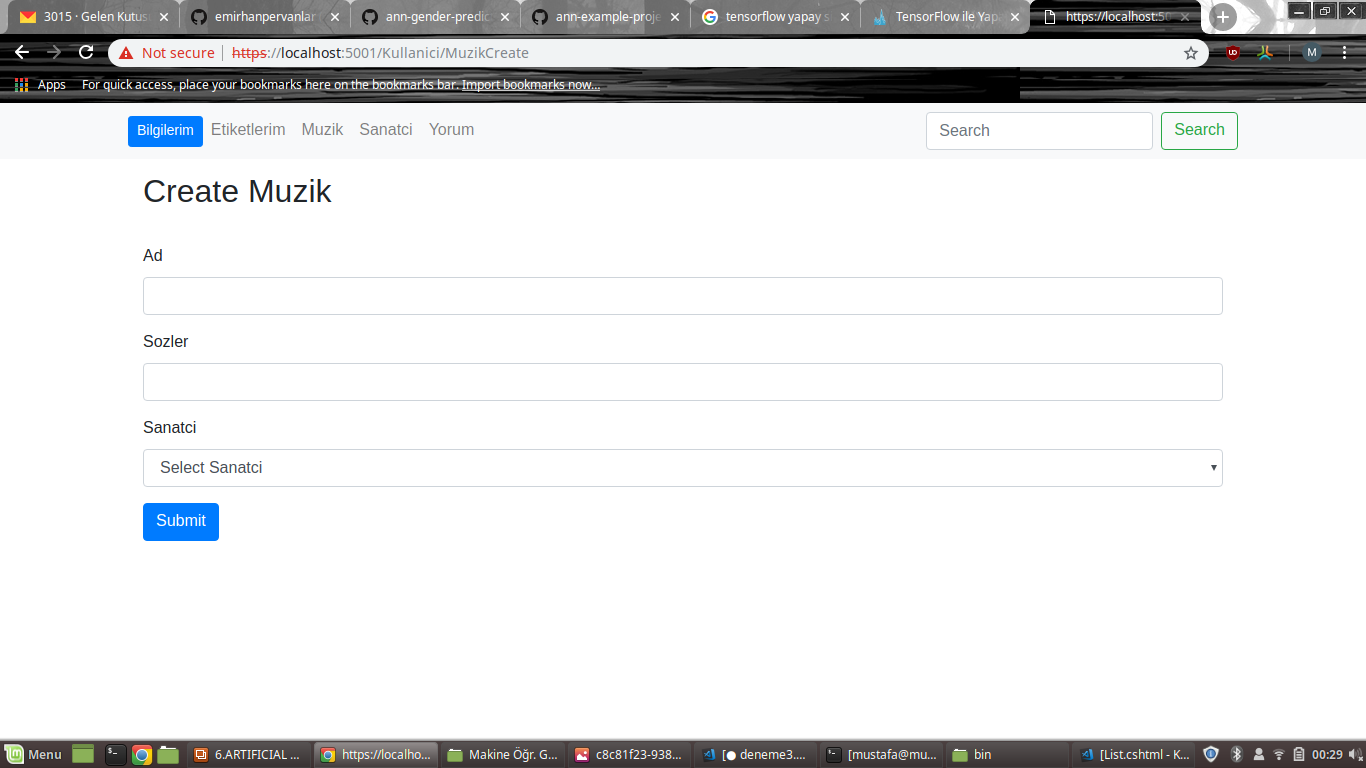 3015 · Gelen Kutus
emirhanpervanlar
ann-gender-predic
ann-example-proje
tensorflow yapay s
TensorFlow ile Yap
https://localhost:50
Not secure
https://localhost:5001/Kullanici/MuzikCreate
M
Apps
For quick access, place your bookmarks here on the bookmarks bar. Import bookmarks now...
Bilgilerim
Etiketlerim
Muzik
Sanatci
Yorum
Search
Search
Create Muzik
Ad
Sozler
Sanatci
Select Sanatci
Submit
Menu
6.ARTIFICIAL ...
https://localho...
Makine Öğr. G...
c8c81f23-938...
[● deneme3....
[mustafa@mu...
bin
[List.cshtml - K...
00:29